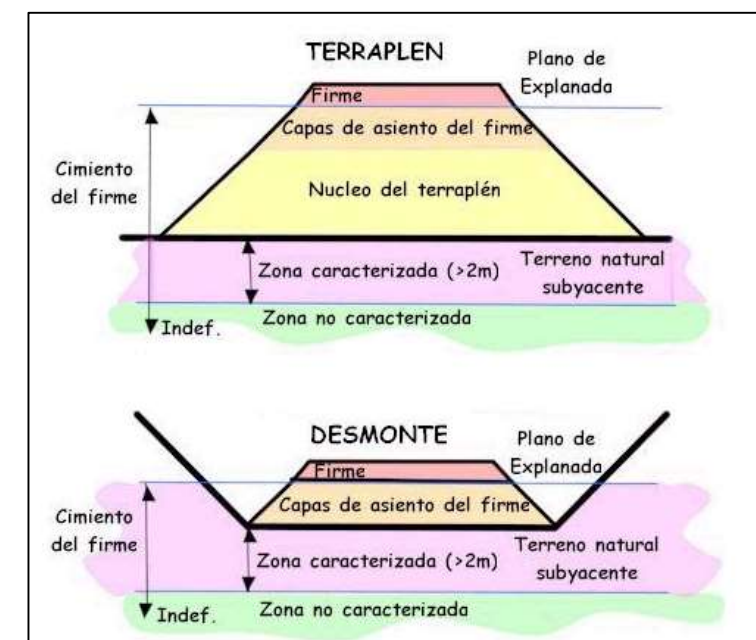 TERRAPLEN
Plano de
Explanada
Firme
Capas de asiento del firme
Cimiento
del firme
Nucleo del terraplén
Zona caracterizada (>2m)
Terreno natural
subyacente
Zona no caracterizada
Indef.
DESMONTE
Plano de
Explanada
Firme
Capas de asiento del firme
Cimiento
del firme
Zona caracterizada (>2m)
Terreno natural
subyacente
Zona no caracterizada
Indef.